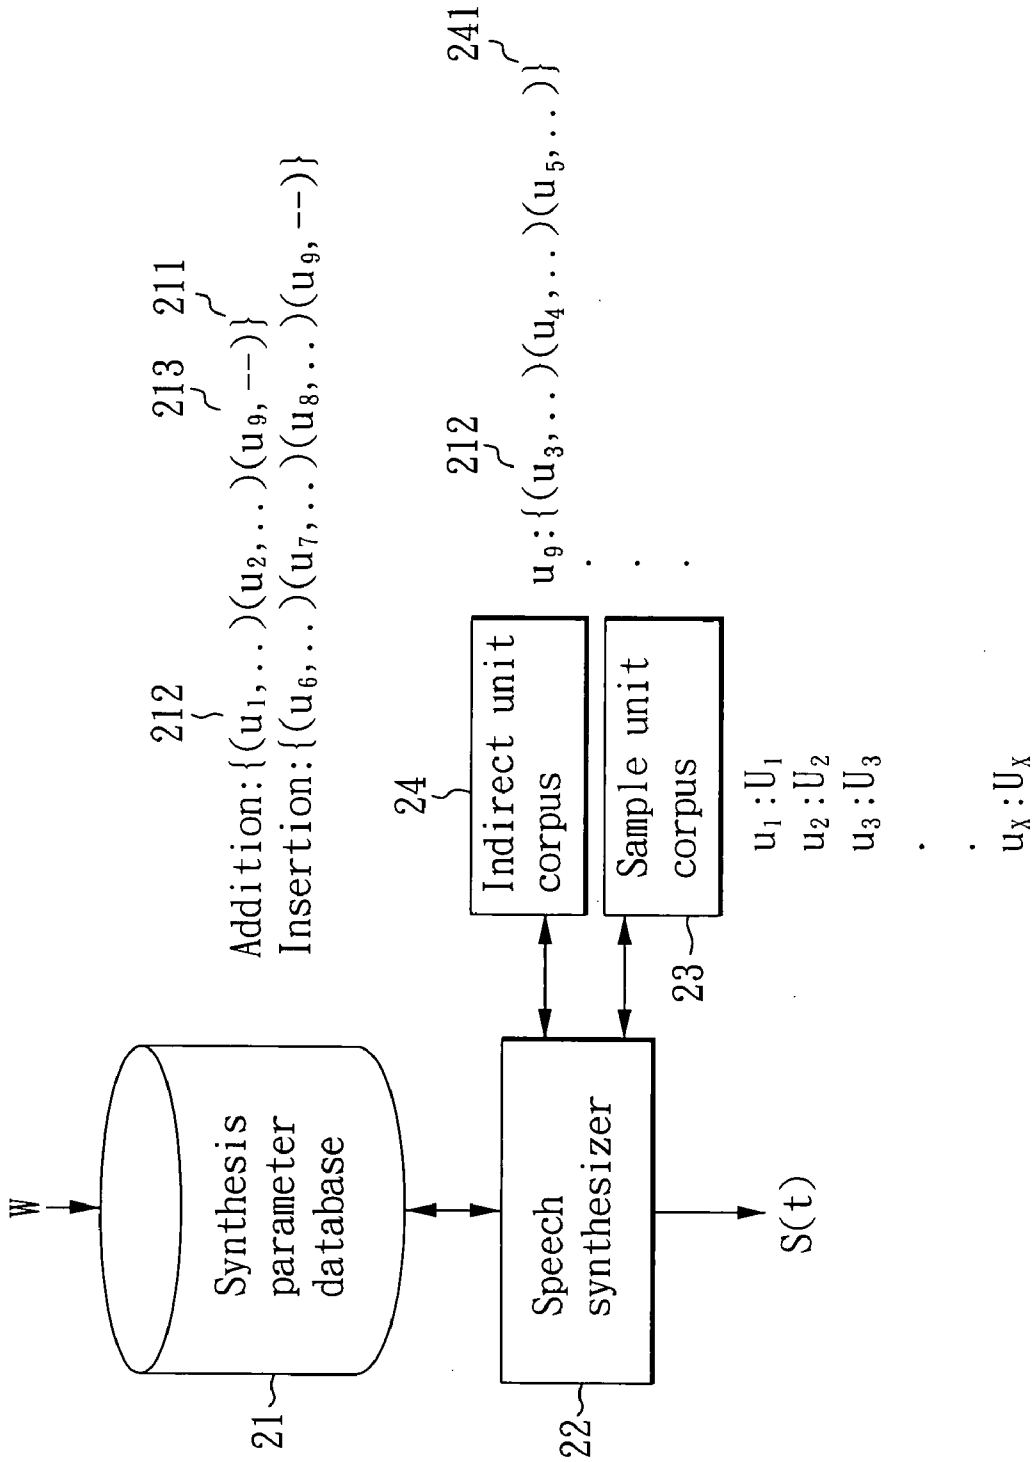 W
Synthesis
parameter
database
21
212 213 211
Addition:{(u1,..)(u2,..)(u9,--)}
Insertion:{(u6,..)(u7,..)(u8,..)(u9,--)}
Speech
synthesizer
22
S(t)
24
Indirect unit
corpus
212 241
u9:{(u3,..)(u4,..)(u5,..)}
.
.
.
Sample unit
corpus
23
u1:U1
u2:U2
u3:U3
.
.
uX:UX